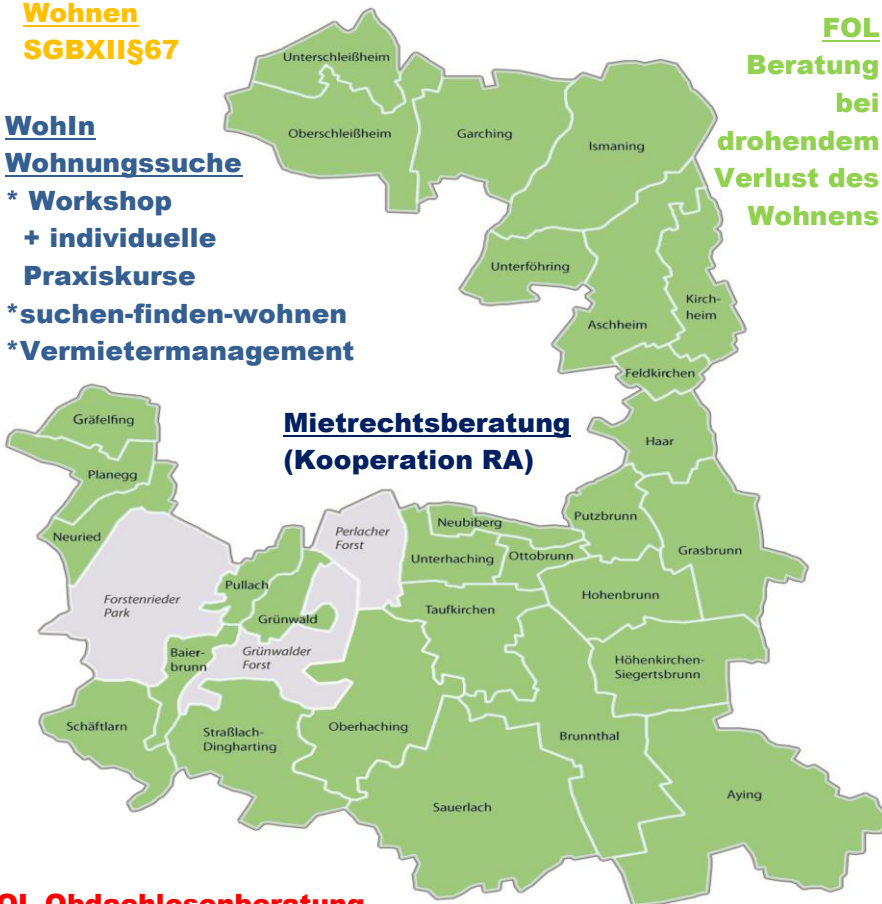 Wohnen
SGBXII§67
FOL
Beratung
bei
drohendem
Verlust des
Wohnens
WohIn
Wohnungssuche
* Workshop
+ individuelle
Praxiskurse
*suchen-finden-wohnen
*Vermietermanagement
Mietrechtsberatung
(Kooperation RA)
Unterschleißheim
Oberschleißheim
Garching
Ismaning
Unterföhring
Aschheim
Kirch-
heim
Feldkirchen
Haar
Gräfelfing
Planegg
Neuried
Forstenrieder
Park
Pullach
Grünwald
Perlacher
Forst
Grünwalder
Forst
Baier-
brunn
Schäftlarn
Straßlach-
Dingharting
Neubiberg
Unterhaching
Ottobrunn
Putzbrunn
Grasbrunn
Taufkirchen
Hohenbrunn
Höhenkirchen-
Siegertsbrunn
Oberhaching
Brunnthal
Sauerlach
Aying
OL Obdachlosenberatung